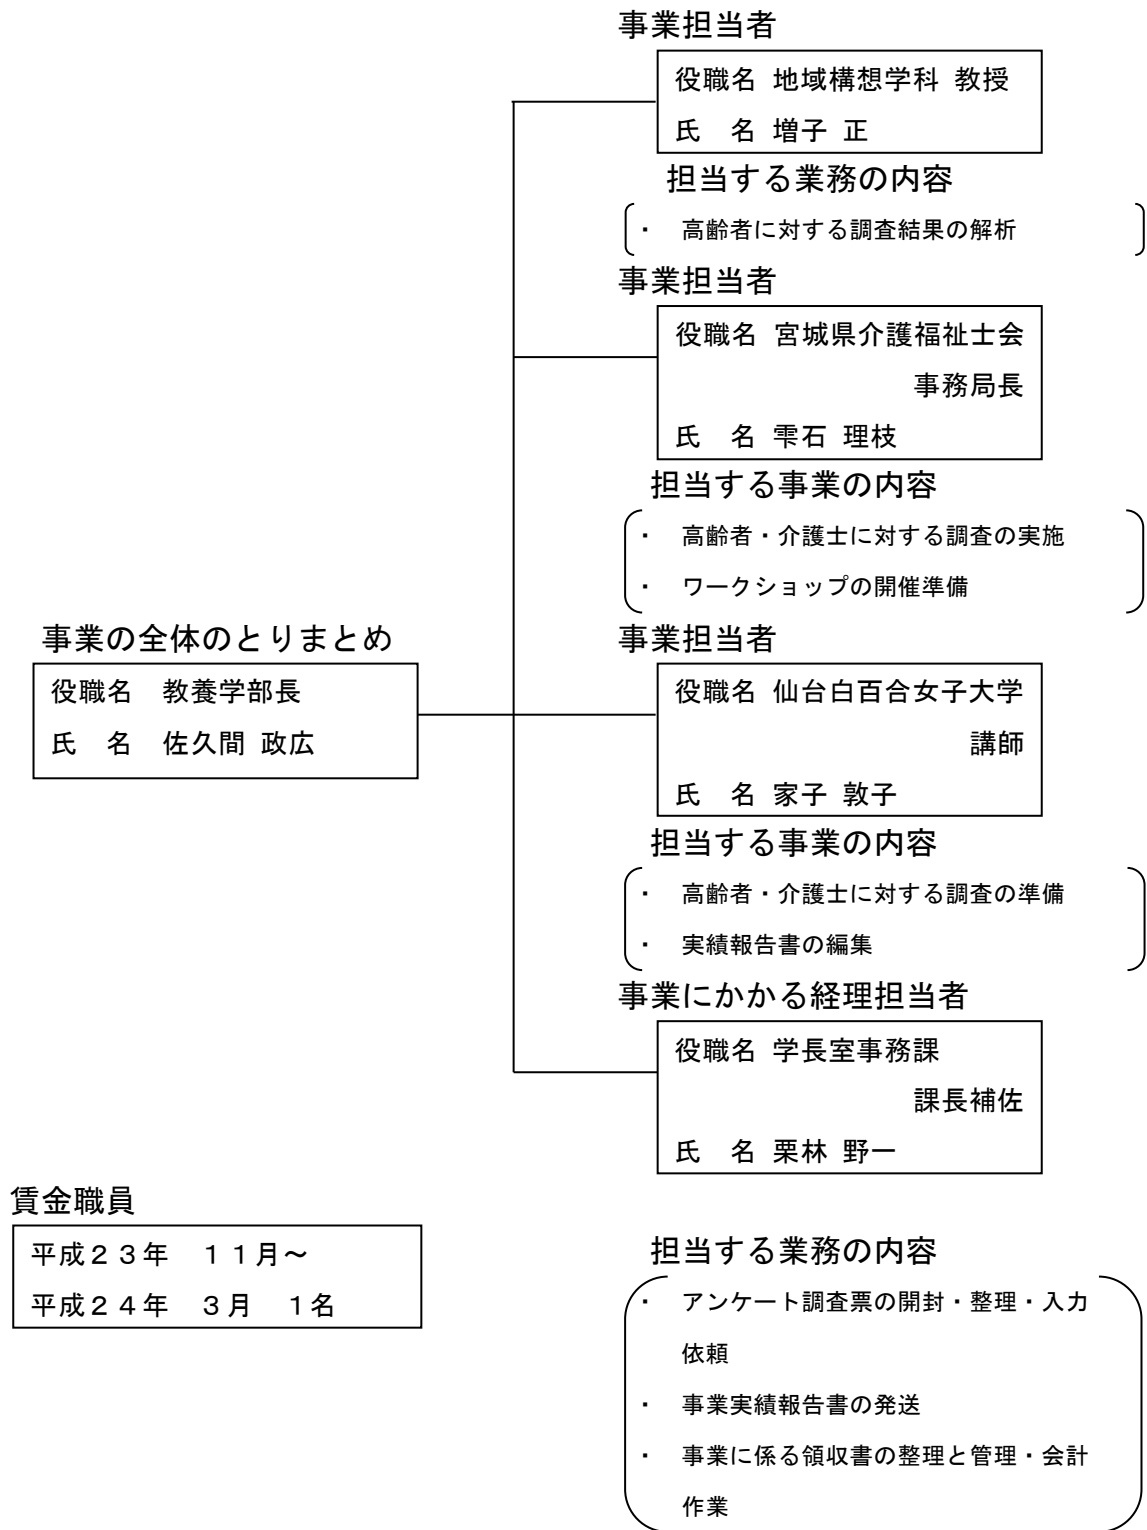 事業担当者
役職名 地域構想学科 教授
氏　名 増子 正
担当する業務の内容
・　高齢者に対する調査結果の解析
事業担当者
役職名 宮城県介護福祉士会
事務局長
氏　名 雫石 理枝
担当する事業の内容
・　高齢者・介護士に対する調査の実施
・　ワークショップの開催準備
事業の全体のとりまとめ
役職名　教養学部長
氏　名　佐久間 政広
事業担当者
役職名 仙台白百合女子大学
講師
氏　名 家子 敦子
担当する事業の内容
・　高齢者・介護士に対する調査の準備
・　実績報告書の編集
事業にかかる経理担当者
役職名 学長室事務課
課長補佐
氏　名 栗林 野一
賃金職員
平成２３年　１１月～
平成２４年　３月　１名
担当する業務の内容
・　アンケート調査票の開封・整理・入力
依頼
・　事業実績報告書の発送
・　事業に係る領収書の整理と管理・会計
作業